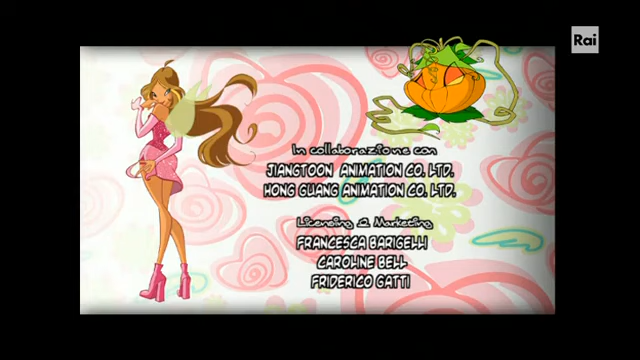 Rai
In collaborazione con
JIANGTOON ANIMATION CO. LTD.
HONG GUANG ANIMATION CO. LTD.
Licensing & Marketing
FRANCESCA BARIGELLI
CAROLINE BELL
FRIDERICO GATTI